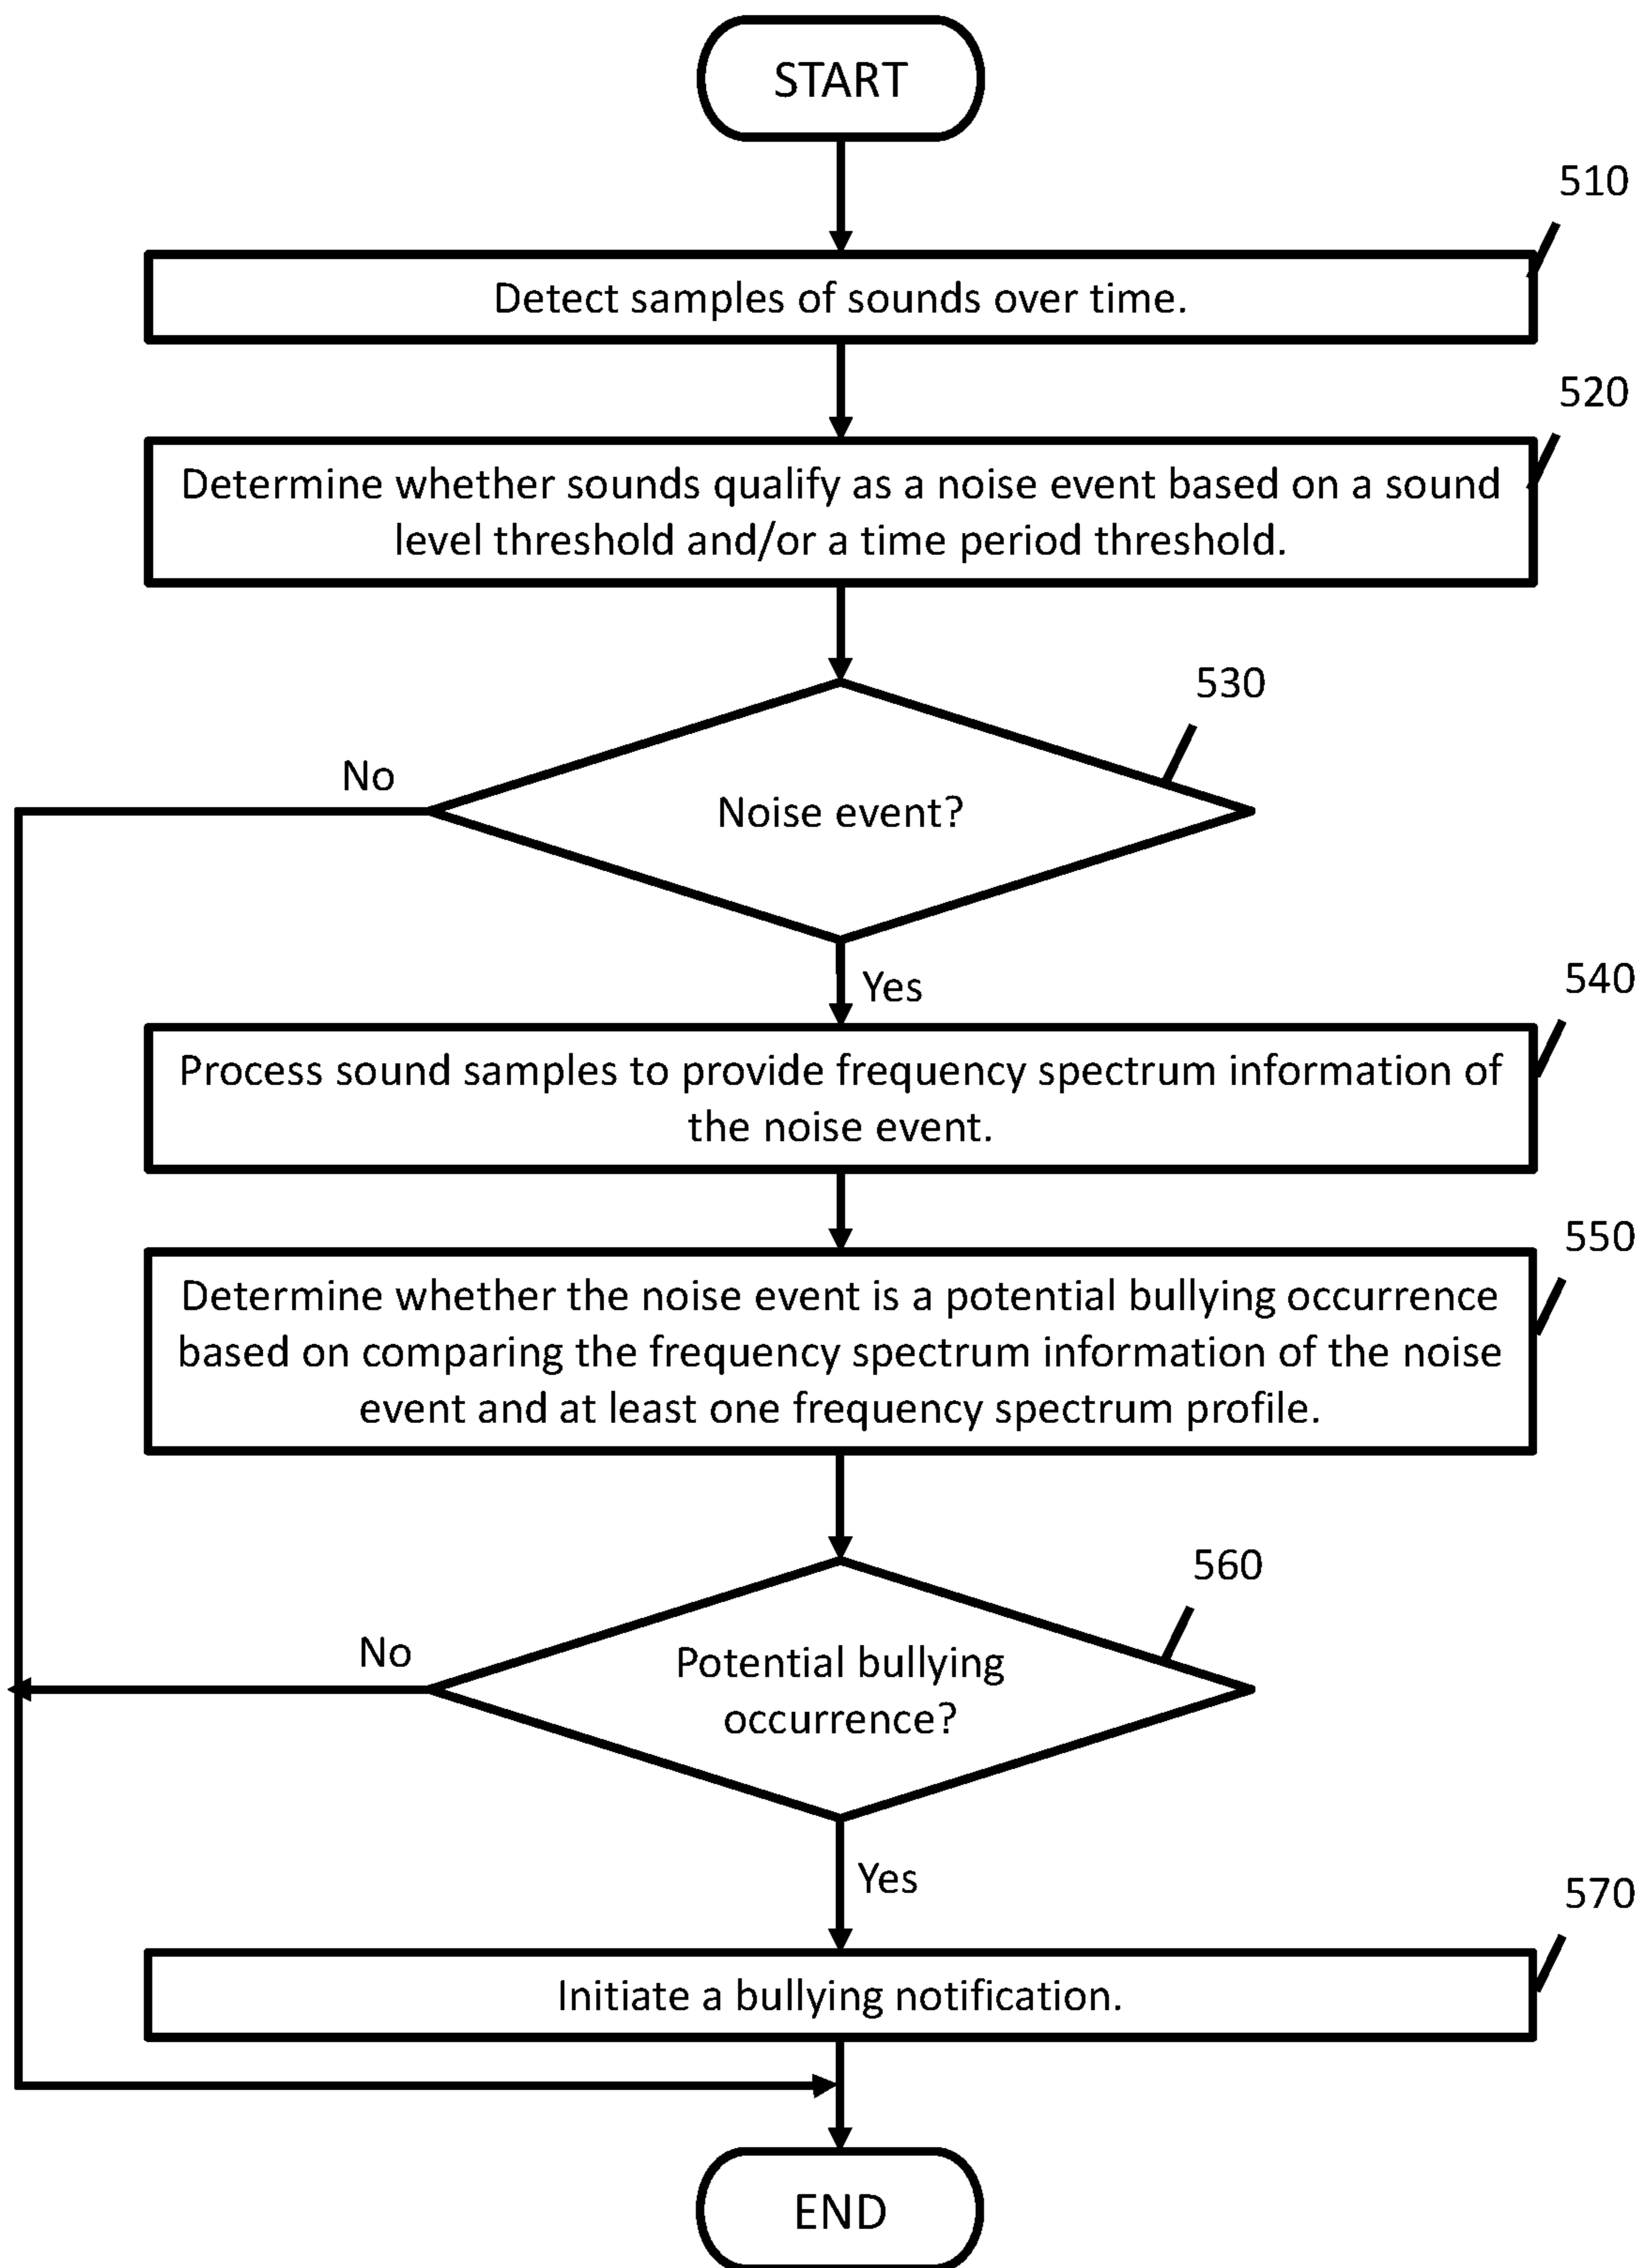 START
510
Detect samples of sounds over time.
520
Determine whether sounds qualify as a noise event based on a sound
level threshold and/or a time period threshold.
530
No
Noise event?
Yes
540
Process sound samples to provide frequency spectrum information of
the noise event.
550
Determine whether the noise event is a potential bullying occurrence
based on comparing the frequency spectrum information of the noise
event and at least one frequency spectrum profile.
560
No
Potential bullying
occurrence?
Yes
570
Initiate a bullying notification.
END